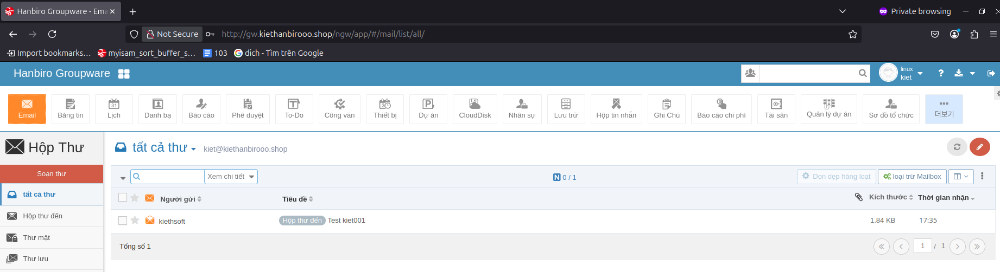 Hanbiro Groupware - Ema
Private browsing
Not Secure
http://gw.kiethanbirooo.shop/ngw/app/#/mail/list/all/
Import bookmarks…
myisam_sort_buffer_s…
103
dich - Tìm trên Google
Hanbiro Groupware
linux
kiet
Email
Bảng tin
31
Lịch
Danh bạ
Báo cáo
Phê duyệt
To-Do
Công văn
Thiết bị
Dự án
CloudDisk
Nhân sự
Lưu trữ
Hộp tin nhắn
Ghi Chú
Báo cáo chi phí
Tài sản
Quản lý dự án
Sơ đồ tổ chức
더보기
Hộp Thư
tất cả thư
kiet@kiethanbirooo.shop
Soạn thư
tất cả thư
Hộp thư đến
Thư mật
Thư lưu
Xem chi tiết
N 0 / 1
Dọn dẹp hàng loạt
loại trừ Mailbox
Người gửi
Tiêu đề
Kích thước
Thời gian nhận
kiethsoft
Hộp thư đến Test kiet001
1.84 KB
17:35
Tổng số 1
1 / 1